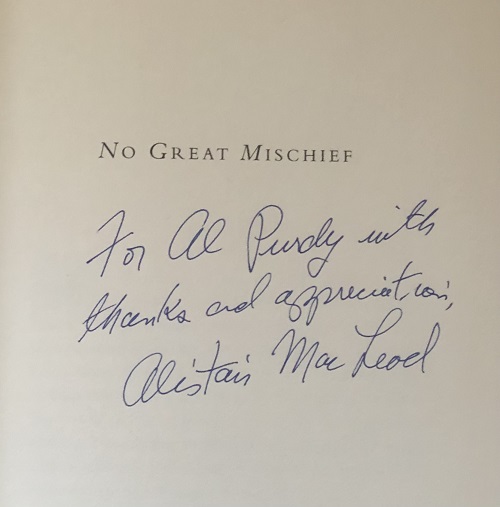 NO GREAT MISCHIEF
For Al Purdy with
thanks and appreciation,
Alistair MacLeod